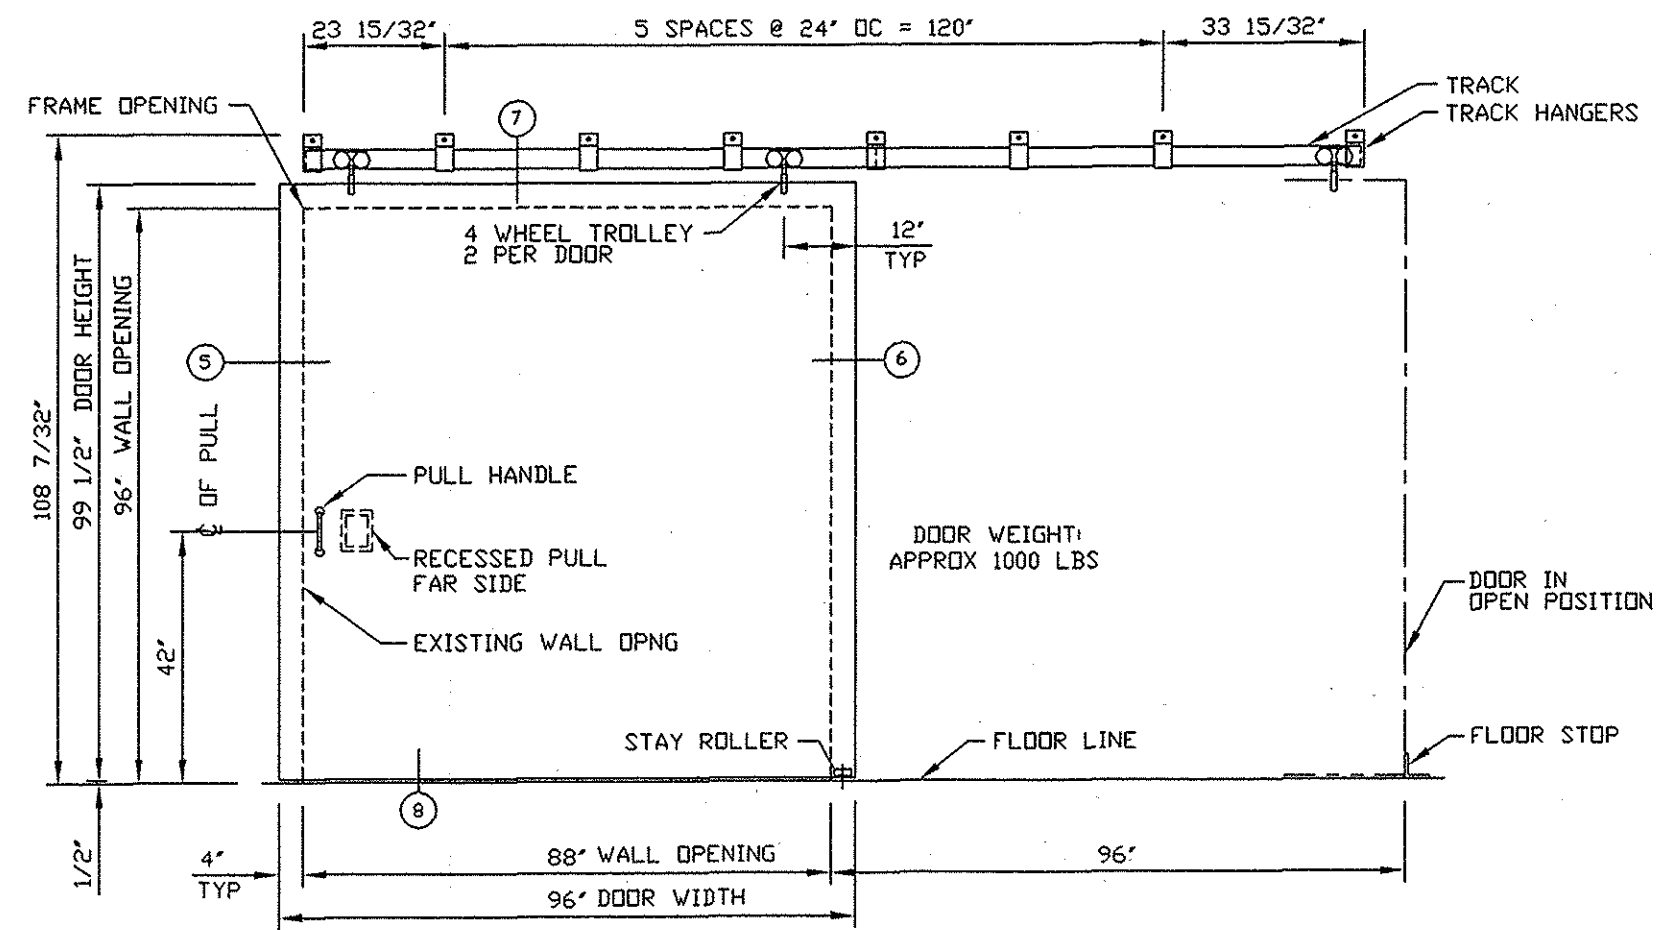 23 15/32"
5 SPACES @ 24" OC = 120"
33 15/32"
FRAME OPENING
7
TRACK
TRACK HANGERS
4 WHEEL TROLLEY
2 PER DOOR
12"
TYP
5
6
108 7/32"
99 1/2" DOOR HEIGHT
96" WALL OPENING
℄ OF PULL
42"
PULL HANDLE
RECESSED PULL
FAR SIDE
EXISTING WALL OPNG
DOOR WEIGHT:
APPROX 1000 LBS
DOOR IN
OPEN POSITION
STAY ROLLER
FLOOR LINE
FLOOR STOP
8
1/2"
4"
TYP
88" WALL OPENING
96"
96" DOOR WIDTH